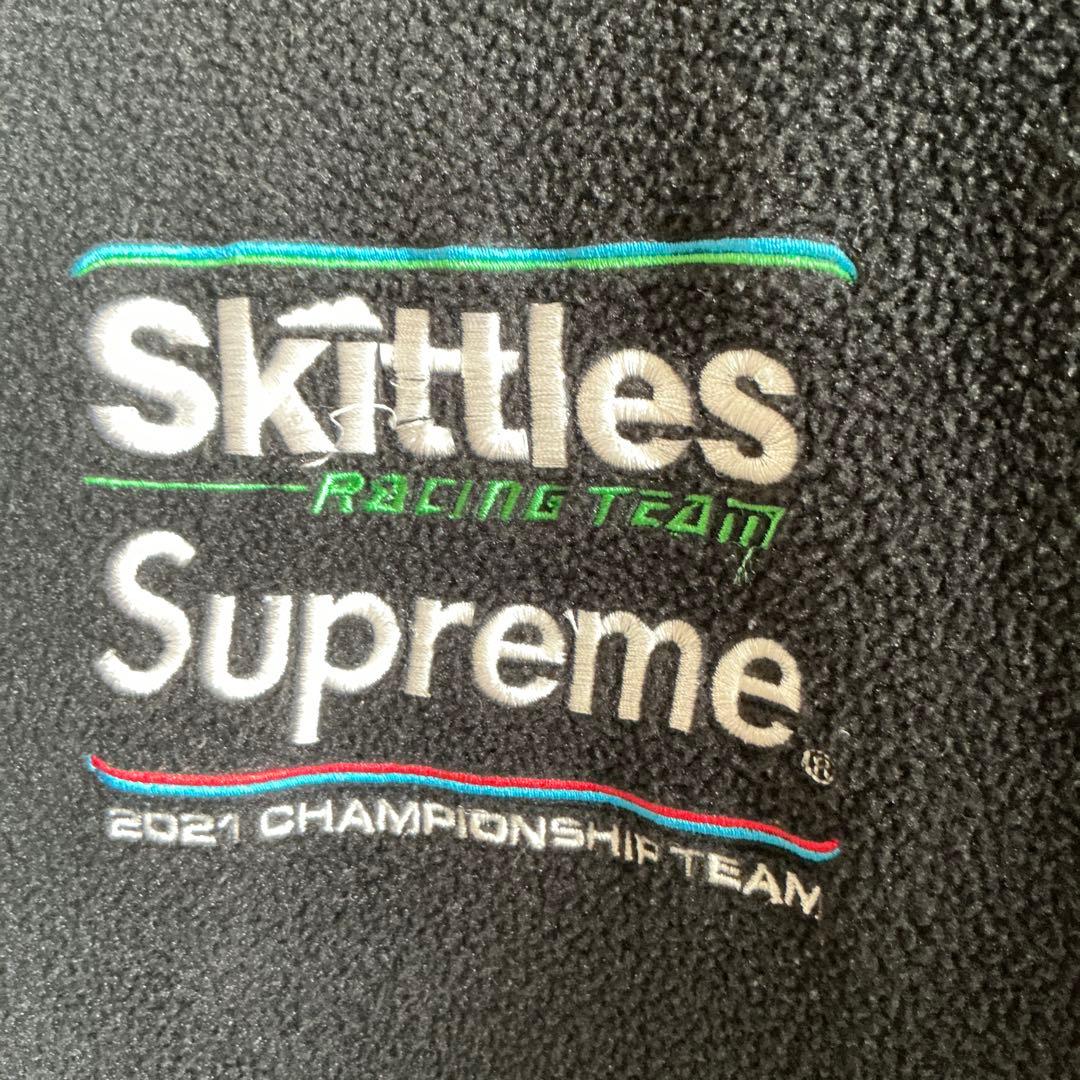 Skittles
RACING TEAM
Supreme®
2021 CHAMPIONSHIP TEAM